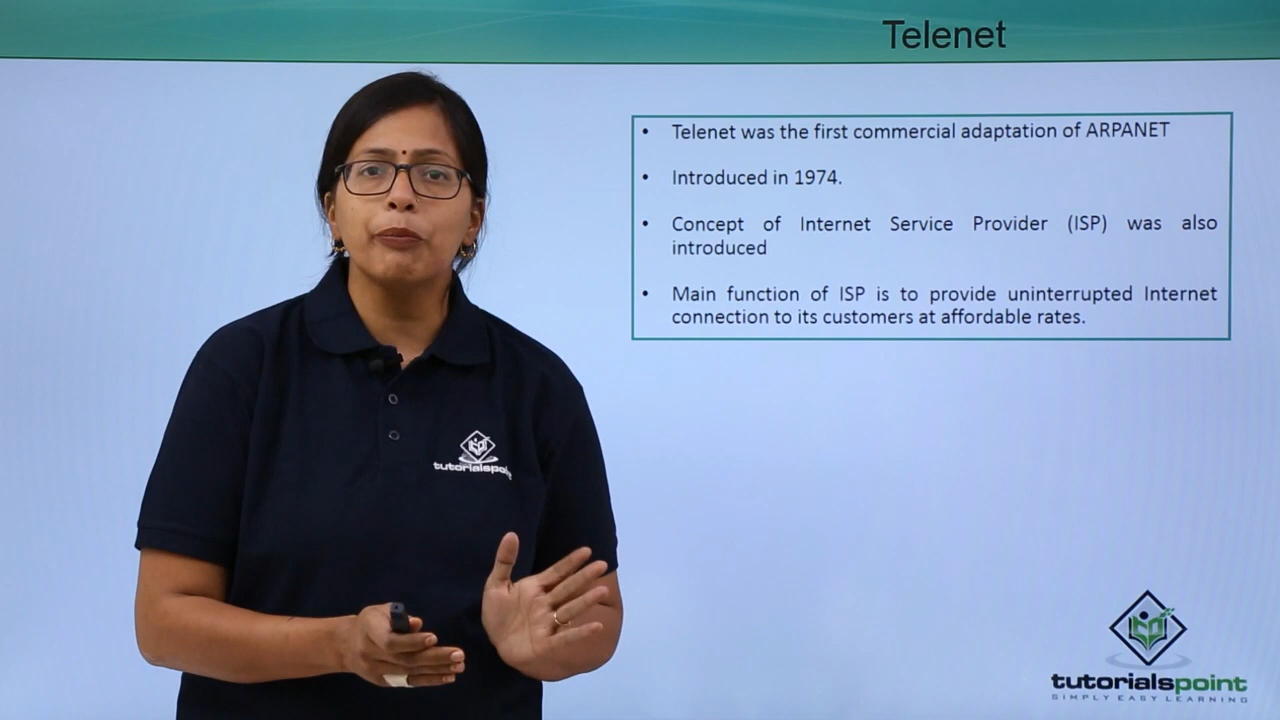 Telenet
• Telenet was the first commercial adaptation of ARPANET
• Introduced in 1974.
• Concept of Internet Service Provider (ISP) was also
introduced
• Main function of ISP is to provide uninterrupted Internet
connection to its customers at affordable rates.
tutorialspoint
tutorialspoint
SIMPLY EASY LEARNING